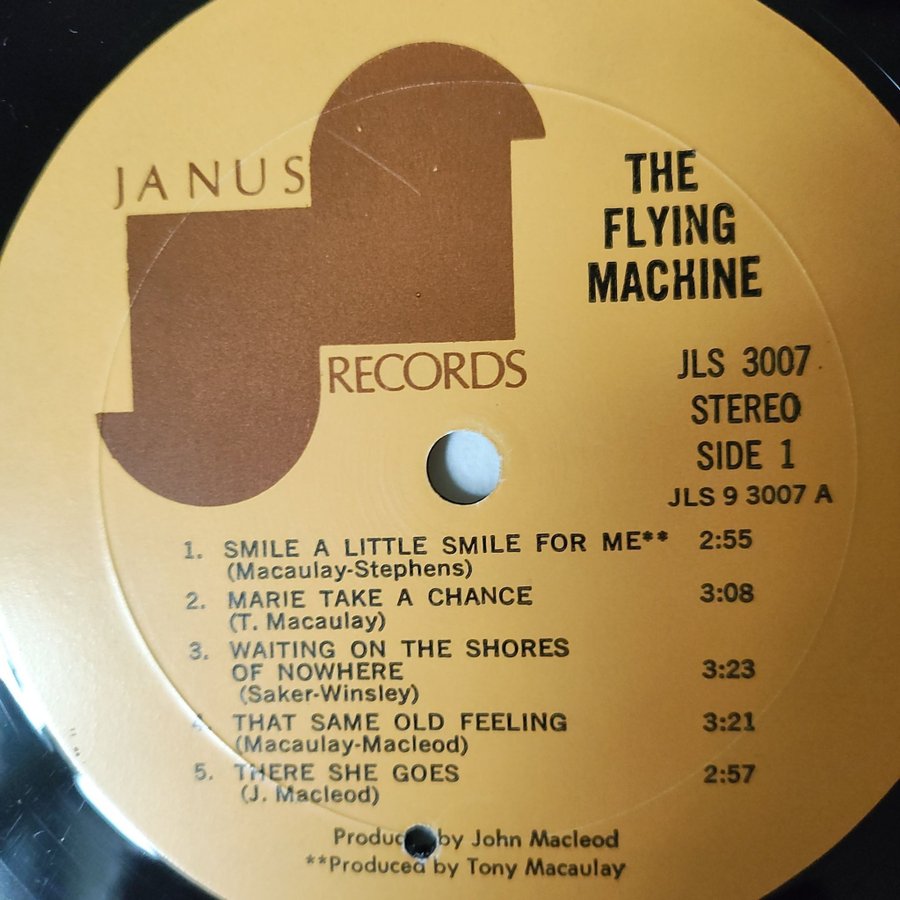 JANUS
RECORDS
THE
FLYING
MACHINE
JLS 3007
STEREO
SIDE 1
JLS 9 3007 A
1. SMILE A LITTLE SMILE FOR ME** 2:55
(Macaulay-Stephens)
2. MARIE TAKE A CHANCE 3:08
(T. Macaulay)
3. WAITING ON THE SHORES
OF NOWHERE 3:23
(Saker-Winsley)
4. THAT SAME OLD FEELING 3:21
(Macaulay-Macleod)
5. THERE SHE GOES 2:57
(J. Macleod)
by John Macleod
**Produced by Tony Macaulay